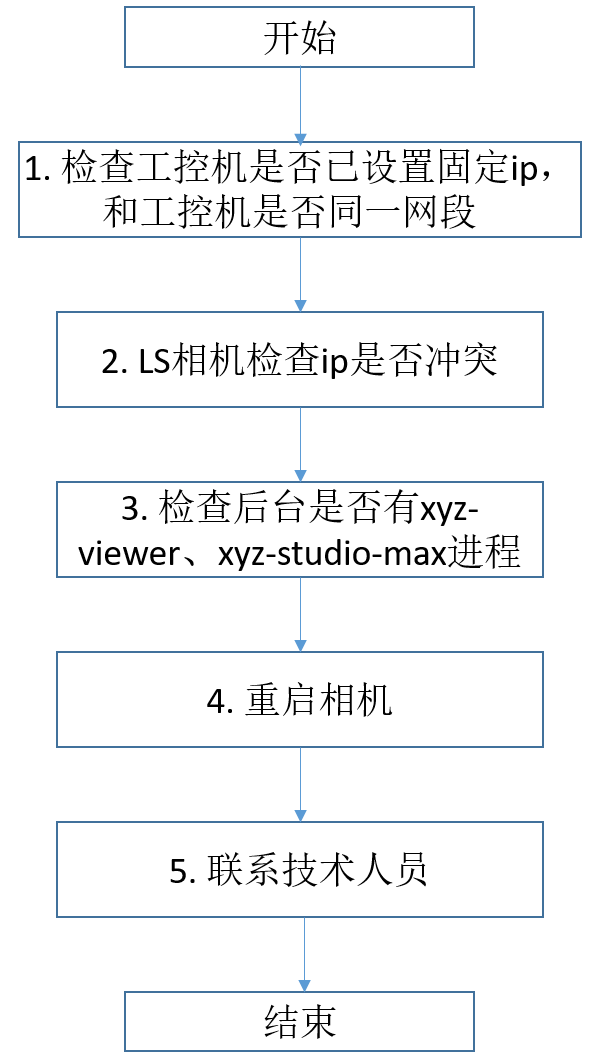 开始
1. 检查工控机是否已设置固定ip，
和工控机是否同一网段
2. LS相机检查ip是否冲突
3. 检查后台是否有xyz-
viewer、xyz-studio-max进程
4. 重启相机
5. 联系技术人员
结束